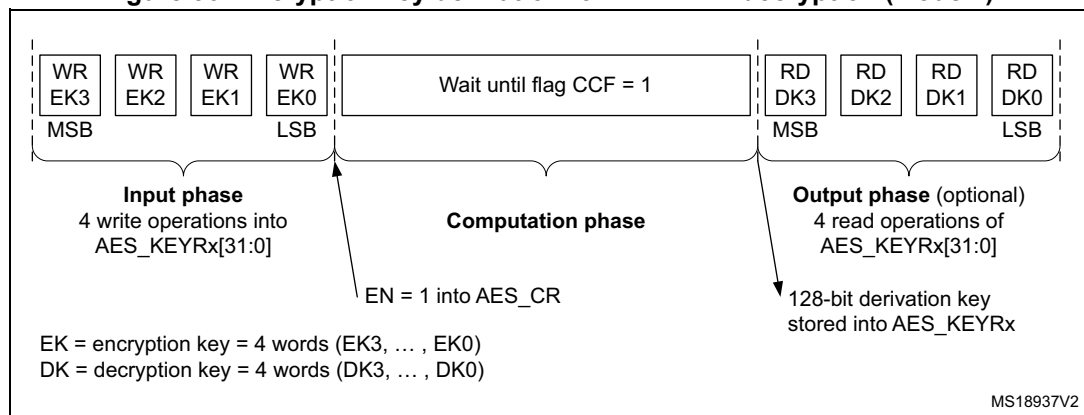 WR EK3 WR EK2 WR EK1 WR EK0
MSB LSB
Wait until flag CCF = 1
RD DK3 RD DK2 RD DK1 RD DK0
MSB LSB
Input phase
4 write operations into
AES_KEYRx[31:0]
Computation phase
Output phase (optional)
4 read operations of
AES_KEYRx[31:0]
EN = 1 into AES_CR
128-bit derivation key
stored into AES_KEYRx
EK = encryption key = 4 words (EK3, … , EK0)
DK = decryption key = 4 words (DK3, … , DK0)
MS18937V2